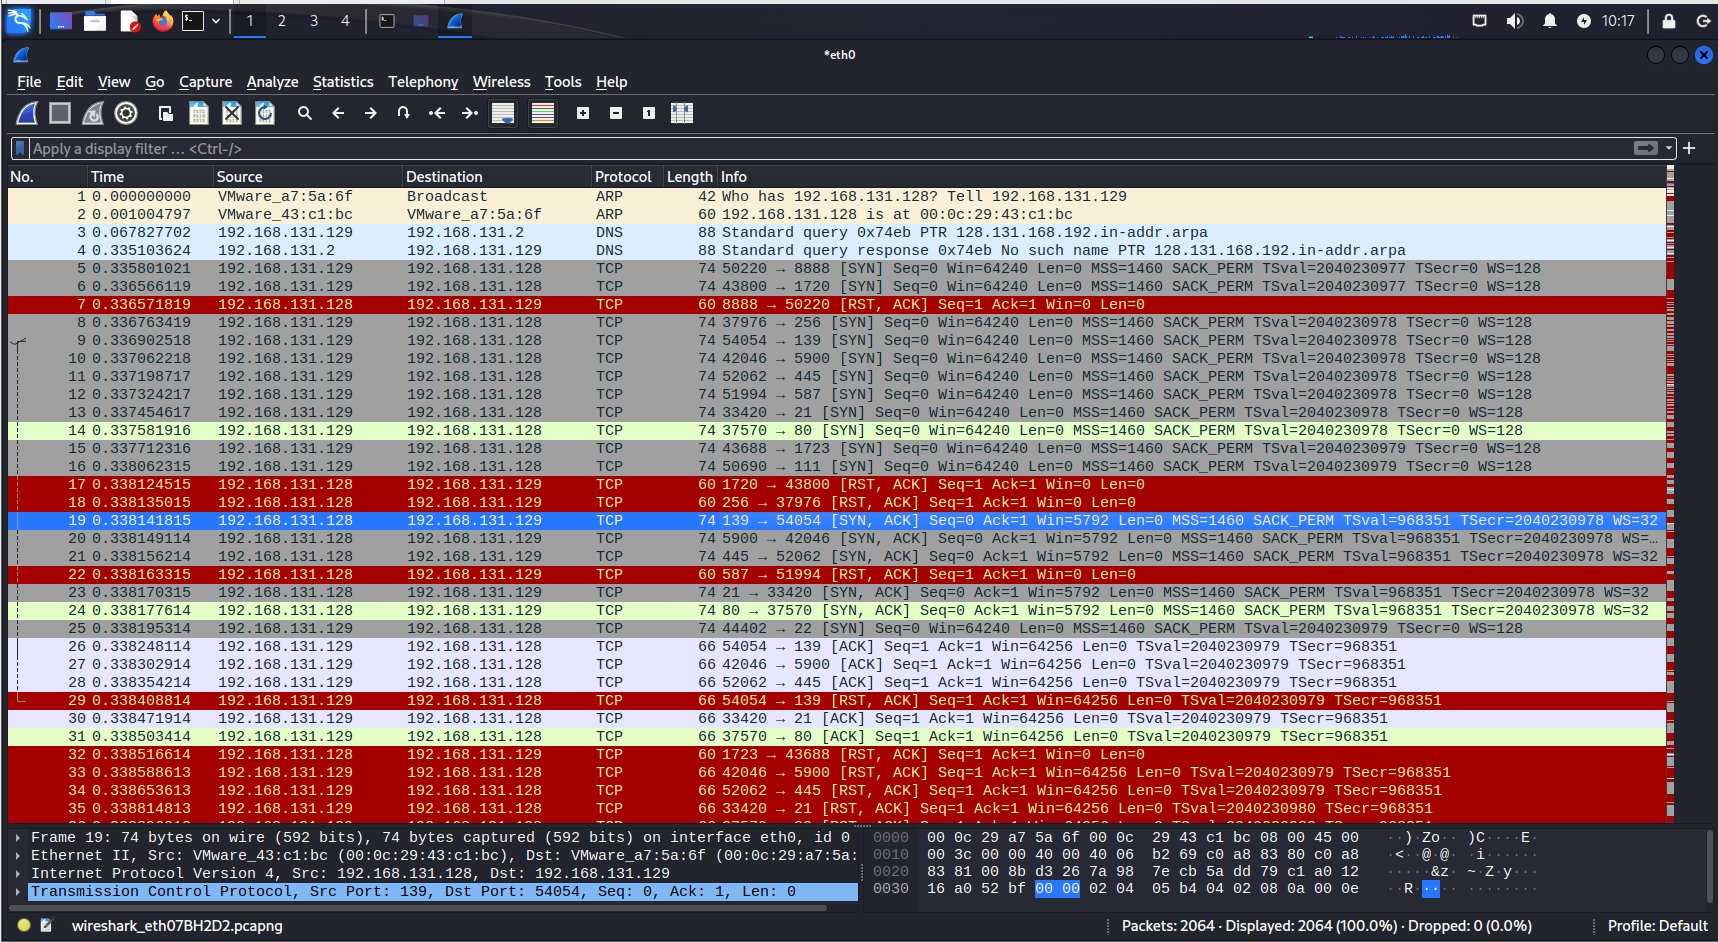 1 2 3 4 10:17
*eth0
File Edit View Go Capture Analyze Statistics Telephony Wireless Tools Help
Apply a display filter … <Ctrl-/>
No. Time Source Destination Protocol Length Info
1 0.000000000 VMware_a7:5a:6f Broadcast ARP 42 Who has 192.168.131.128? Tell 192.168.131.129
2 0.001004797 VMware_43:c1:bc VMware_a7:5a:6f ARP 60 192.168.131.128 is at 00:0c:29:43:c1:bc
3 0.067827702 192.168.131.129 192.168.131.2 DNS 88 Standard query 0x74eb PTR 128.131.168.192.in-addr.arpa
4 0.335103624 192.168.131.2 192.168.131.129 DNS 88 Standard query response 0x74eb No such name PTR 128.131.168.192.in-addr.arpa
5 0.335801021 192.168.131.129 192.168.131.128 TCP 74 50220 → 8888 [SYN] Seq=0 Win=64240 Len=0 MSS=1460 SACK_PERM TSval=2040230977 TSecr=0 WS=128
6 0.336566119 192.168.131.129 192.168.131.128 TCP 74 43800 → 1720 [SYN] Seq=0 Win=64240 Len=0 MSS=1460 SACK_PERM TSval=2040230977 TSecr=0 WS=128
7 0.336571819 192.168.131.128 192.168.131.129 TCP 60 8888 → 50220 [RST, ACK] Seq=1 Ack=1 Win=0 Len=0
8 0.336763419 192.168.131.129 192.168.131.128 TCP 74 37976 → 256 [SYN] Seq=0 Win=64240 Len=0 MSS=1460 SACK_PERM TSval=2040230978 TSecr=0 WS=128
9 0.336902518 192.168.131.129 192.168.131.128 TCP 74 54054 → 139 [SYN] Seq=0 Win=64240 Len=0 MSS=1460 SACK_PERM TSval=2040230978 TSecr=0 WS=128
10 0.337062218 192.168.131.129 192.168.131.128 TCP 74 42046 → 5900 [SYN] Seq=0 Win=64240 Len=0 MSS=1460 SACK_PERM TSval=2040230978 TSecr=0 WS=128
11 0.337198717 192.168.131.129 192.168.131.128 TCP 74 52062 → 445 [SYN] Seq=0 Win=64240 Len=0 MSS=1460 SACK_PERM TSval=2040230978 TSecr=0 WS=128
12 0.337324217 192.168.131.129 192.168.131.128 TCP 74 51994 → 587 [SYN] Seq=0 Win=64240 Len=0 MSS=1460 SACK_PERM TSval=2040230978 TSecr=0 WS=128
13 0.337454617 192.168.131.129 192.168.131.128 TCP 74 33420 → 21 [SYN] Seq=0 Win=64240 Len=0 MSS=1460 SACK_PERM TSval=2040230978 TSecr=0 WS=128
14 0.337581916 192.168.131.129 192.168.131.128 TCP 74 37570 → 80 [SYN] Seq=0 Win=64240 Len=0 MSS=1460 SACK_PERM TSval=2040230978 TSecr=0 WS=128
15 0.337712316 192.168.131.129 192.168.131.128 TCP 74 43688 → 1723 [SYN] Seq=0 Win=64240 Len=0 MSS=1460 SACK_PERM TSval=2040230979 TSecr=0 WS=128
16 0.338062315 192.168.131.129 192.168.131.128 TCP 74 50690 → 111 [SYN] Seq=0 Win=64240 Len=0 MSS=1460 SACK_PERM TSval=2040230979 TSecr=0 WS=128
17 0.338124515 192.168.131.128 192.168.131.129 TCP 60 1720 → 43800 [RST, ACK] Seq=1 Ack=1 Win=0 Len=0
18 0.338135015 192.168.131.128 192.168.131.129 TCP 60 256 → 37976 [RST, ACK] Seq=1 Ack=1 Win=0 Len=0
19 0.338141815 192.168.131.128 192.168.131.129 TCP 74 139 → 54054 [SYN, ACK] Seq=0 Ack=1 Win=5792 Len=0 MSS=1460 SACK_PERM TSval=968351 TSecr=2040230978 WS=32
20 0.338149114 192.168.131.128 192.168.131.129 TCP 74 5900 → 42046 [SYN, ACK] Seq=0 Ack=1 Win=5792 Len=0 MSS=1460 SACK_PERM TSval=968351 TSecr=2040230978 WS=…
21 0.338156214 192.168.131.128 192.168.131.129 TCP 74 445 → 52062 [SYN, ACK] Seq=0 Ack=1 Win=5792 Len=0 MSS=1460 SACK_PERM TSval=968351 TSecr=2040230978 WS=32
22 0.338163315 192.168.131.128 192.168.131.129 TCP 60 587 → 51994 [RST, ACK] Seq=1 Ack=1 Win=0 Len=0
23 0.338170315 192.168.131.128 192.168.131.129 TCP 74 21 → 33420 [SYN, ACK] Seq=0 Ack=1 Win=5792 Len=0 MSS=1460 SACK_PERM TSval=968351 TSecr=2040230978 WS=32
24 0.338177614 192.168.131.128 192.168.131.129 TCP 74 80 → 37570 [SYN, ACK] Seq=0 Ack=1 Win=5792 Len=0 MSS=1460 SACK_PERM TSval=968351 TSecr=2040230978 WS=32
25 0.338195314 192.168.131.129 192.168.131.128 TCP 74 44402 → 22 [SYN] Seq=0 Win=64240 Len=0 MSS=1460 SACK_PERM TSval=2040230979 TSecr=0 WS=128
26 0.338248114 192.168.131.129 192.168.131.128 TCP 66 54054 → 139 [ACK] Seq=1 Ack=1 Win=64256 Len=0 TSval=2040230979 TSecr=968351
27 0.338302914 192.168.131.129 192.168.131.128 TCP 66 42046 → 5900 [ACK] Seq=1 Ack=1 Win=64256 Len=0 TSval=2040230979 TSecr=968351
28 0.338354214 192.168.131.129 192.168.131.128 TCP 66 52062 → 445 [ACK] Seq=1 Ack=1 Win=64256 Len=0 TSval=2040230979 TSecr=968351
29 0.338408814 192.168.131.129 192.168.131.128 TCP 66 54054 → 139 [RST, ACK] Seq=1 Ack=1 Win=64256 Len=0 TSval=2040230979 TSecr=968351
30 0.338471914 192.168.131.129 192.168.131.128 TCP 66 33420 → 21 [ACK] Seq=1 Ack=1 Win=64256 Len=0 TSval=2040230979 TSecr=968351
31 0.338503414 192.168.131.129 192.168.131.128 TCP 66 37570 → 80 [ACK] Seq=1 Ack=1 Win=64256 Len=0 TSval=2040230979 TSecr=968351
32 0.338516614 192.168.131.128 192.168.131.129 TCP 60 1723 → 43688 [RST, ACK] Seq=1 Ack=1 Win=0 Len=0
33 0.338588613 192.168.131.129 192.168.131.128 TCP 66 42046 → 5900 [RST, ACK] Seq=1 Ack=1 Win=64256 Len=0 TSval=2040230979 TSecr=968351
34 0.338653613 192.168.131.129 192.168.131.128 TCP 66 52062 → 445 [RST, ACK] Seq=1 Ack=1 Win=64256 Len=0 TSval=2040230979 TSecr=968351
35 0.338814813 192.168.131.129 192.168.131.128 TCP 66 33420 → 21 [RST, ACK] Seq=1 Ack=1 Win=64256 Len=0 TSval=2040230980 TSecr=968351
Frame 19: 74 bytes on wire (592 bits), 74 bytes captured (592 bits) on interface eth0, id 0
Ethernet II, Src: VMware_43:c1:bc (00:0c:29:43:c1:bc), Dst: VMware_a7:5a:6f (00:0c:29:a7:5a:
Internet Protocol Version 4, Src: 192.168.131.128, Dst: 192.168.131.129
Transmission Control Protocol, Src Port: 139, Dst Port: 54054, Seq: 0, Ack: 1, Len: 0
0000 00 0c 29 a7 5a 6f 00 0c 29 43 c1 bc 08 00 45 00 ··)·Zo·· )C····E·
0010 00 3c 00 00 40 00 40 06 b2 69 c0 a8 83 80 c0 a8 ·<··@·@· ·i······
0020 83 81 00 8b d3 26 7a 98 7e cb 5a dd 79 c1 a0 12 ·····&z· ~·Z·y···
0030 16 a0 52 bf 00 00 02 04 05 b4 04 02 08 0a 00 0e ··R····· ········
wireshark_eth07BH2D2.pcapng Packets: 2064 · Displayed: 2064 (100.0%) · Dropped: 0 (0.0%) Profile: Default